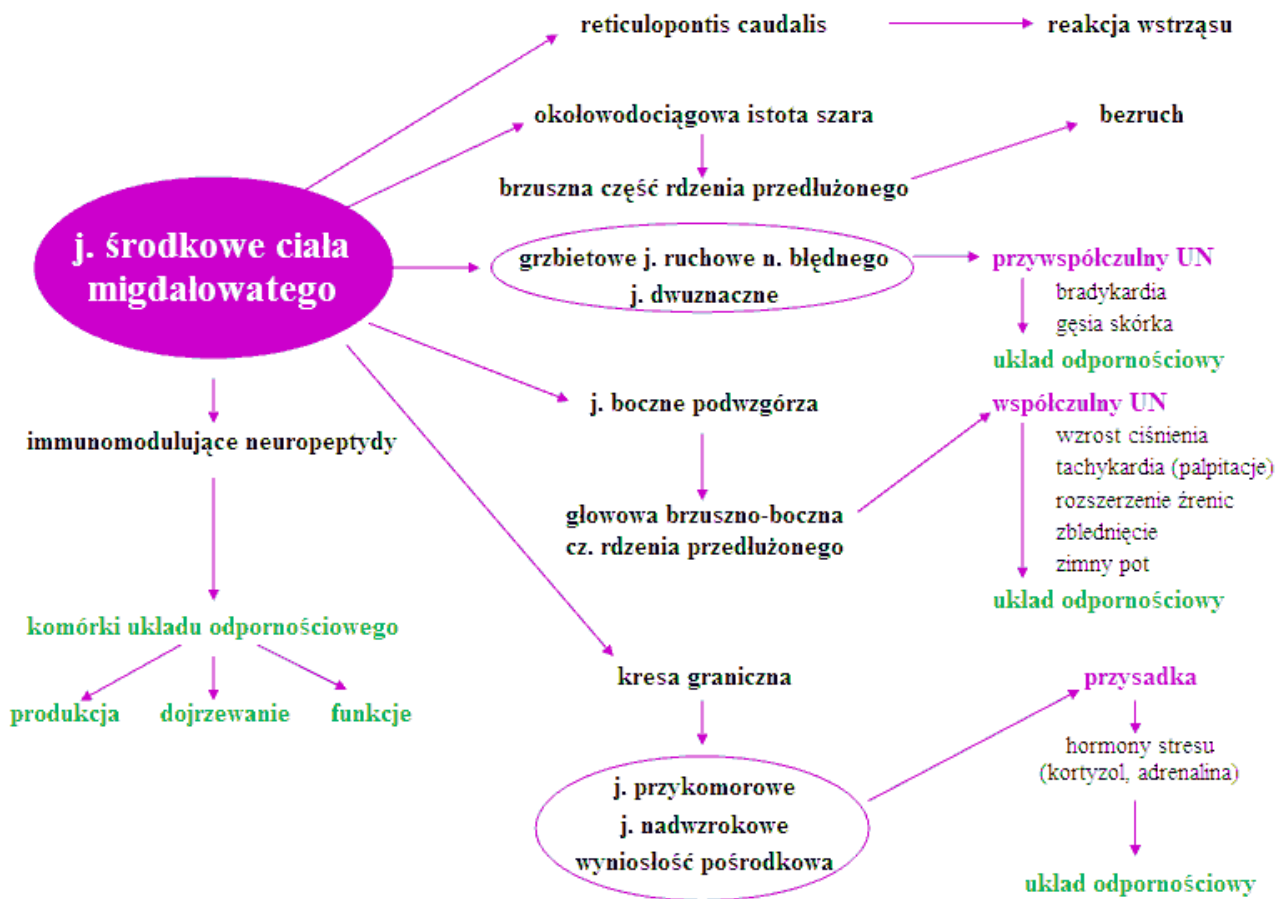 reticulopontis caudalis
reakcja wstrząsu
okołowodociągowa istota szara
bezruch
brzuszna część rdzenia przedłużonego
j. środkowe ciała
migdałowatego
grzbietowe j. ruchowe n. błędnego
j. dwuznaczne
przywspółczulny UN
bradykardia
gęsia skórka
układ odpornościowy
j. boczne podwzgórza
współczulny UN
wzrost ciśnienia
tachykardia (palpitacje)
rozszerzenie źrenic
zblednięcie
zimny pot
układ odpornościowy
immunomodulujące neuropeptydy
głowowa brzuszno-boczna
cz. rdzenia przedłużonego
komórki układu odpornościowego
produkcja
dojrzewanie
funkcje
kresa graniczna
przysadka
hormony stresu
(kortyzol, adrenalina)
j. przykomorowe
j. nadwzrokowe
wyniosłość pośrodkowa
układ odpornościowy